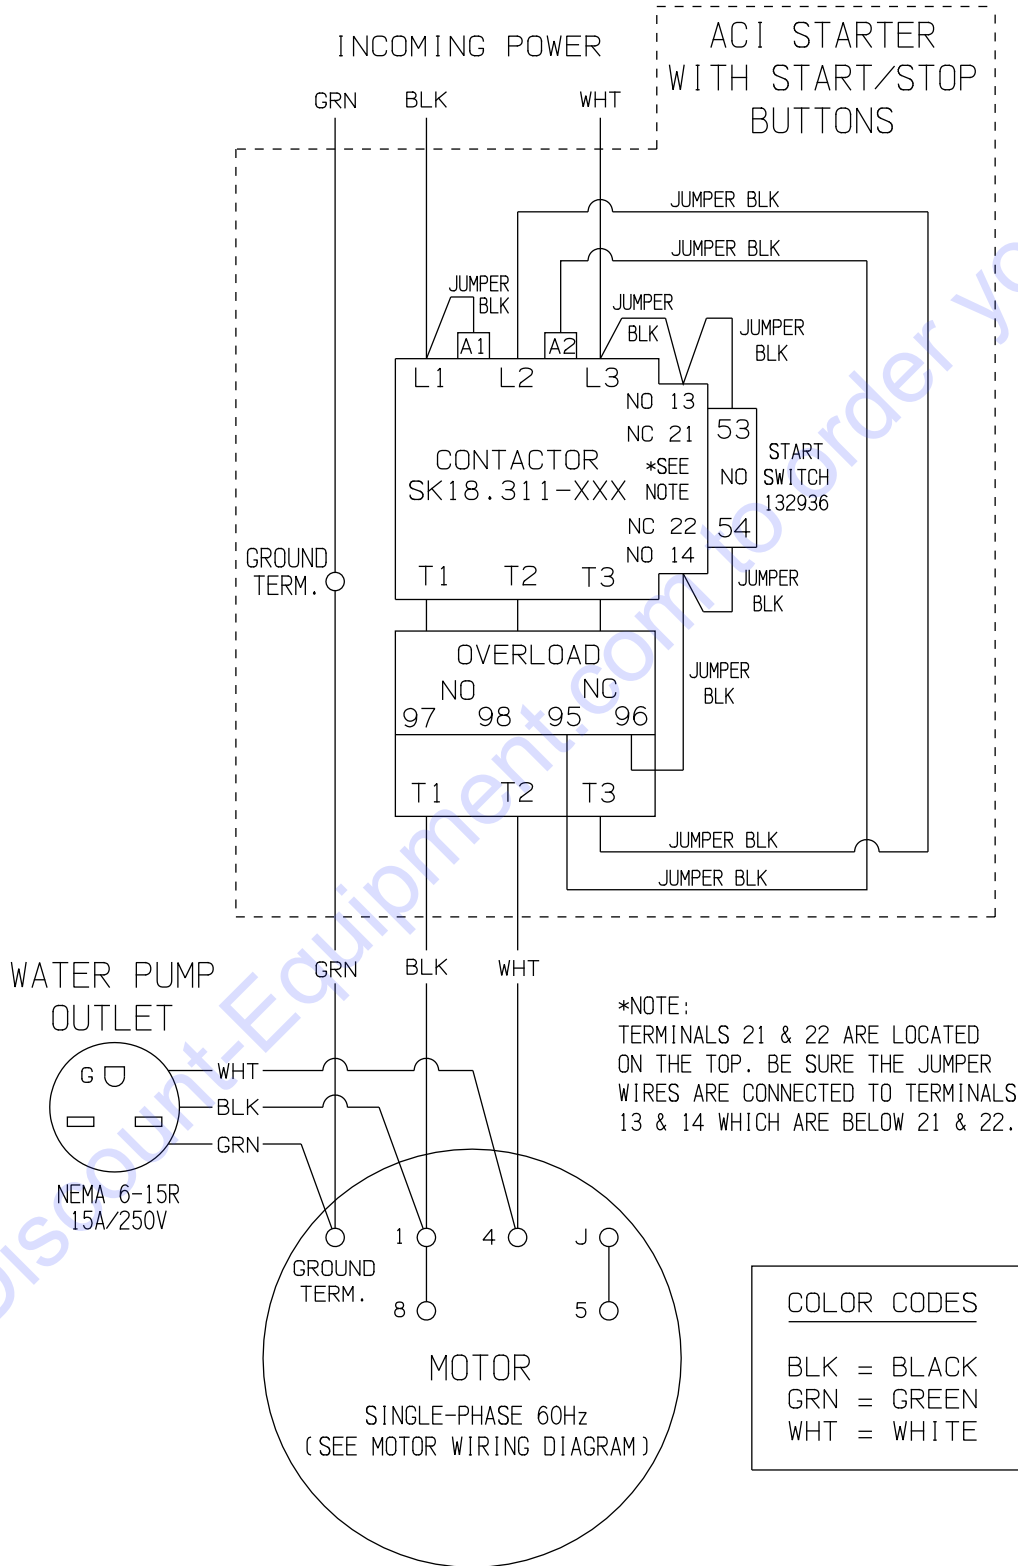 INCOMING POWER
ACI STARTER
WITH START/STOP
BUTTONS
GRN
BLK
WHT
JUMPER BLK
JUMPER BLK
JUMPER
BLK
JUMPER
BLK
JUMPER
BLK
A1
A2
L1
L2
L3
NO 13
NC 21
53
CONTACTOR
SK18.311-XXX
*SEE
NOTE
NO
START
SWITCH
132936
NC 22
54
NO 14
GROUND
TERM.
T1
T2
T3
JUMPER
BLK
OVERLOAD
NO
NC
97
98
95
96
JUMPER
BLK
T1
T2
T3
JUMPER BLK
JUMPER BLK
GRN
BLK
WHT
WATER PUMP
OUTLET
G
WHT
BLK
GRN
NEMA 6-15R
15A/250V
*NOTE:
TERMINALS 21 & 22 ARE LOCATED
ON THE TOP. BE SURE THE JUMPER
WIRES ARE CONNECTED TO TERMINALS
13 & 14 WHICH ARE BELOW 21 & 22.
1
4
J
GROUND
TERM.
8
5
MOTOR
SINGLE-PHASE 60Hz
(SEE MOTOR WIRING DIAGRAM)
COLOR CODES
BLK = BLACK
GRN = GREEN
WHT = WHITE
Discount-Equipment.com to order yo